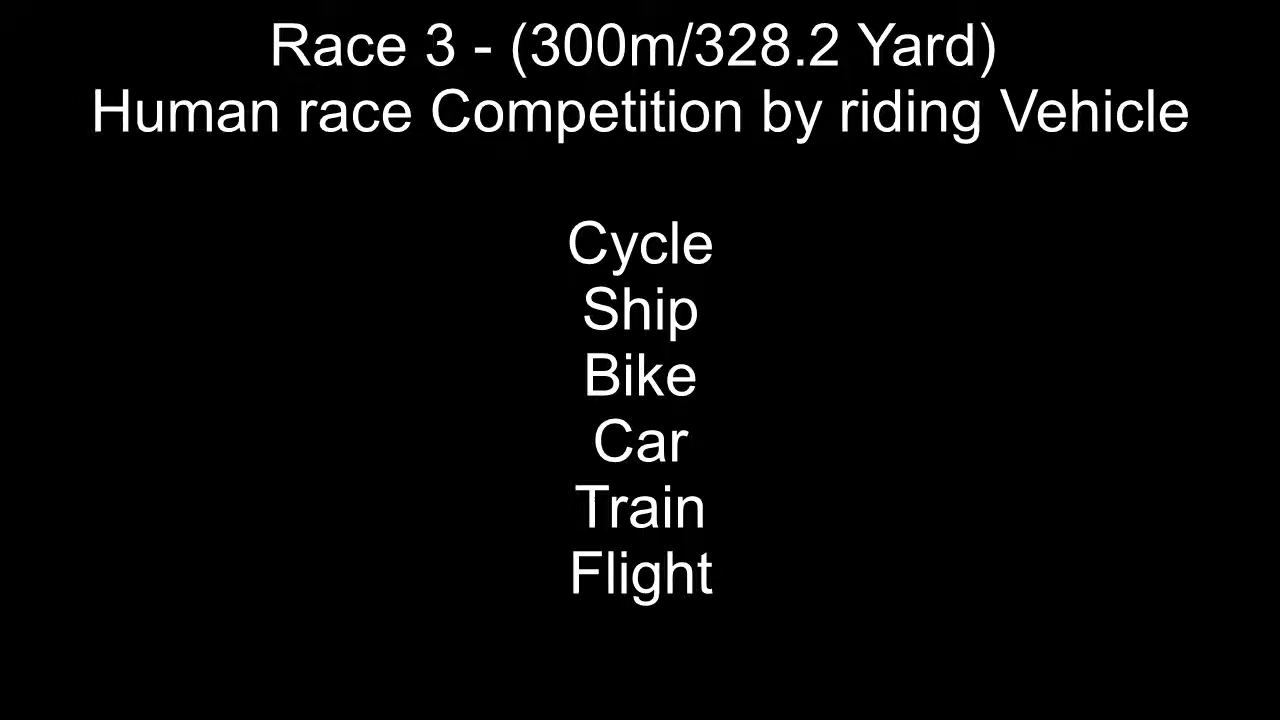 Race 3 - (300m/328.2 Yard)
Human race Competition by riding Vehicle
Cycle
Ship
Bike
Car
Train
Flight